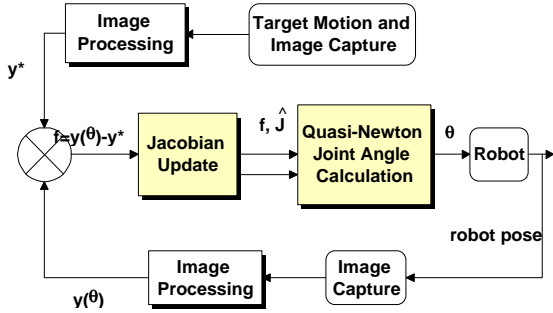 Image
Processing
Target Motion and
Image Capture
y*
f=y(θ)-y*
Jacobian
Update
f, Ĵ
Quasi-Newton
Joint Angle
Calculation
θ
Robot
robot pose
Image
Processing
Image
Capture
y(θ)